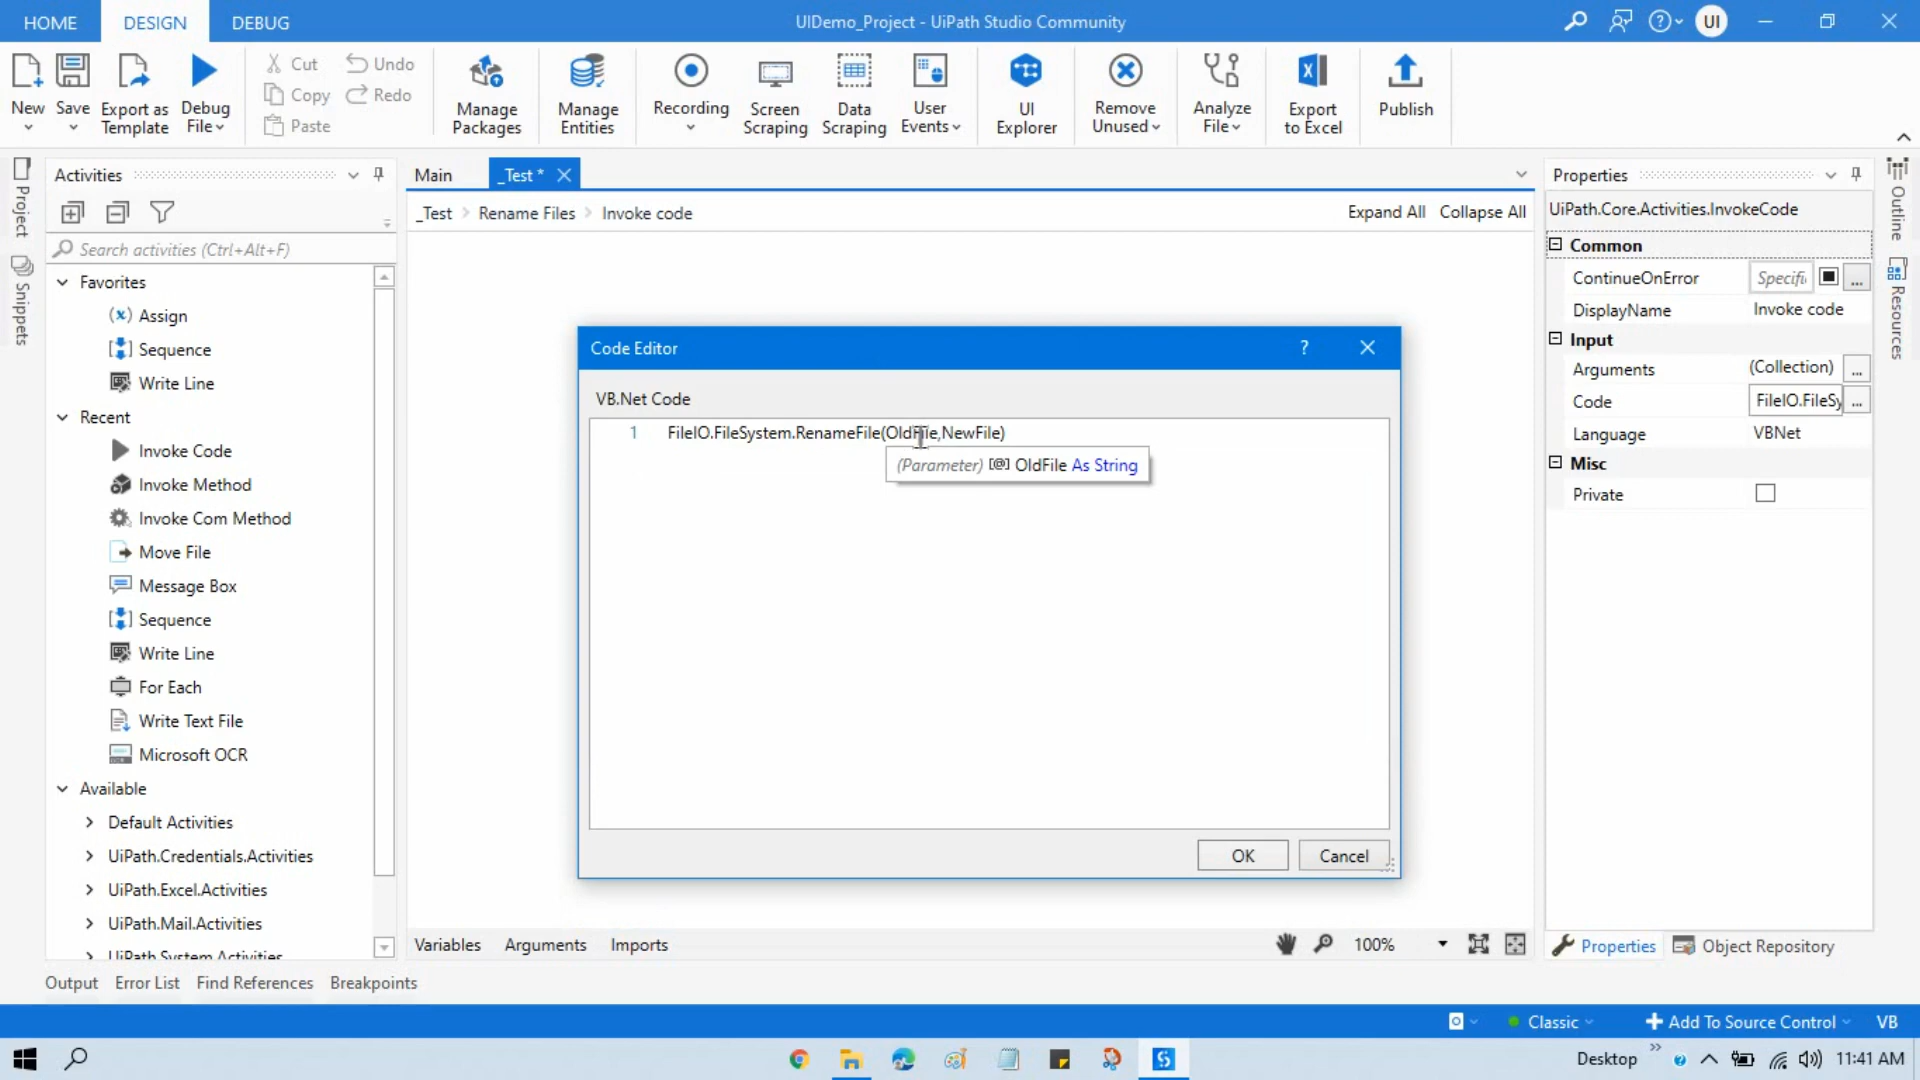 HOME
DESIGN
DEBUG
UIDemo_Project - UiPath Studio Community
UI
New
Save
Export as
Template
Debug
File
Cut
Copy
Paste
Undo
Redo
Manage
Packages
Manage
Entities
Recording
Screen
Scraping
Data
Scraping
User
Events
UI
Explorer
Remove
Unused
Analyze
File
Export
to Excel
Publish
Project
Snippets
Activities
Search activities (Ctrl+Alt+F)
Favorites
Assign
Sequence
Write Line
Recent
Invoke Code
Invoke Method
Invoke Com Method
Move File
Message Box
Sequence
Write Line
For Each
Write Text File
Microsoft OCR
Available
Default Activities
UiPath.Credentials.Activities
UiPath.Excel.Activities
UiPath.Mail.Activities
UiPath.System.Activities
Main
_Test *
_Test > Rename Files > Invoke code
Expand All Collapse All
Code Editor
VB.Net Code
1 FileIO.FileSystem.RenameFile(OldFile,NewFile)
(Parameter) [@] OldFile As String
OK
Cancel
Variables
Arguments
Imports
100%
Properties
UiPath.Core.Activities.InvokeCode
Common
ContinueOnError Specifi ...
DisplayName Invoke code
Input
Arguments (Collection) ...
Code FileIO.FileSy ...
Language VBNet
Misc
Private
Properties
Object Repository
Outline
Resources
Output
Error List
Find References
Breakpoints
Classic
Add To Source Control
VB
Desktop
11:41 AM